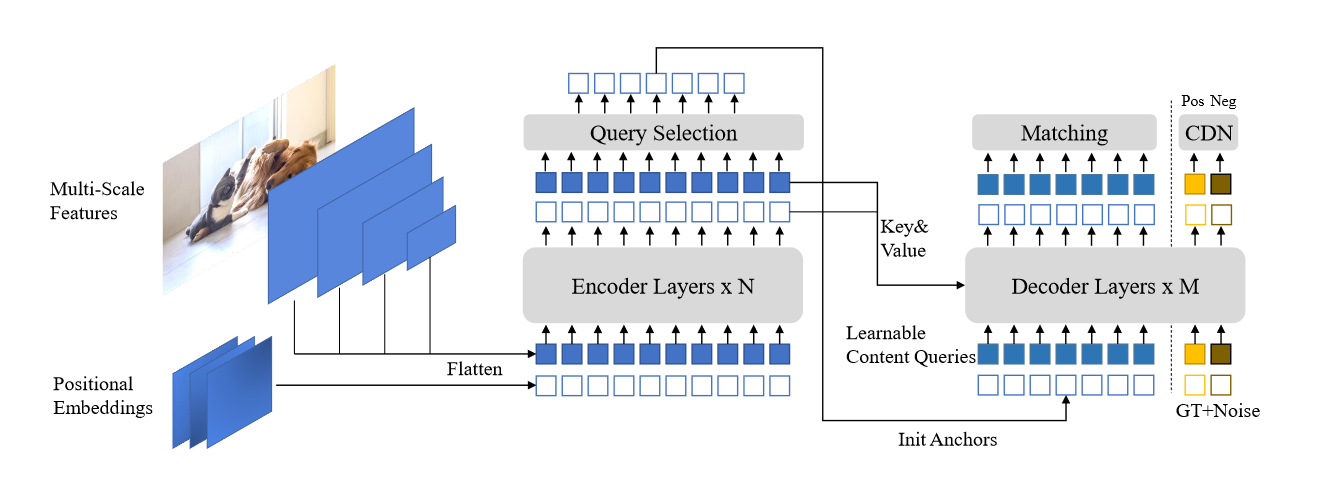 Multi-Scale
Features
Positional
Embeddings
Flatten
Query Selection
Encoder Layers x N
Key&
Value
Init Anchors
Learnable
Content Queries
Matching
Decoder Layers x M
Pos Neg
CDN
GT+Noise